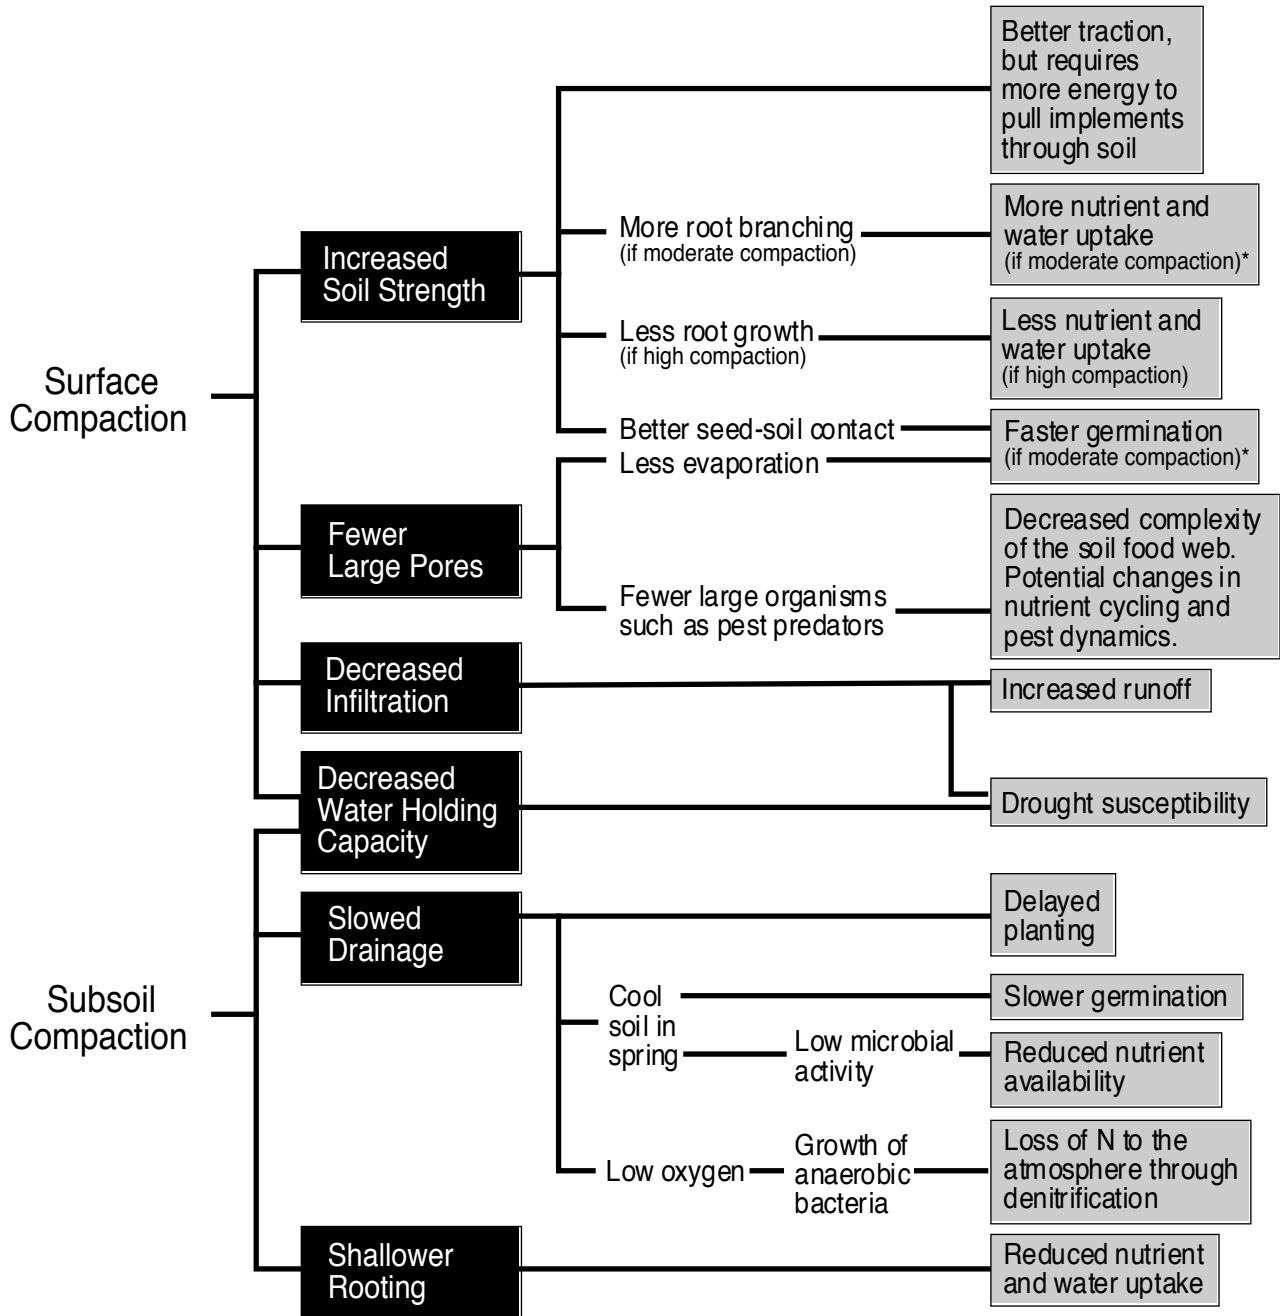 Surface
Compaction
Increased
Soil Strength
Better traction,
but requires
more energy to
pull implements
through soil
More root branching
(if moderate compaction)
More nutrient and
water uptake
(if moderate compaction)*
Less root growth
(if high compaction)
Less nutrient and
water uptake
(if high compaction)
Better seed-soil contact
Faster germination
(if moderate compaction)*
Fewer
Large Pores
Less evaporation
Fewer large organisms
such as pest predators
Decreased complexity
of the soil food web.
Potential changes in
nutrient cycling and
pest dynamics.
Decreased
Infiltration
Increased runoff
Decreased
Water Holding
Capacity
Drought susceptibility
Subsoil
Compaction
Slowed
Drainage
Delayed
planting
Cool
soil in
spring
Slower germination
Low microbial
activity
Reduced nutrient
availability
Low oxygen
Growth of
anaerobic
bacteria
Loss of N to the
atmosphere through
denitrification
Shallower
Rooting
Reduced nutrient
and water uptake